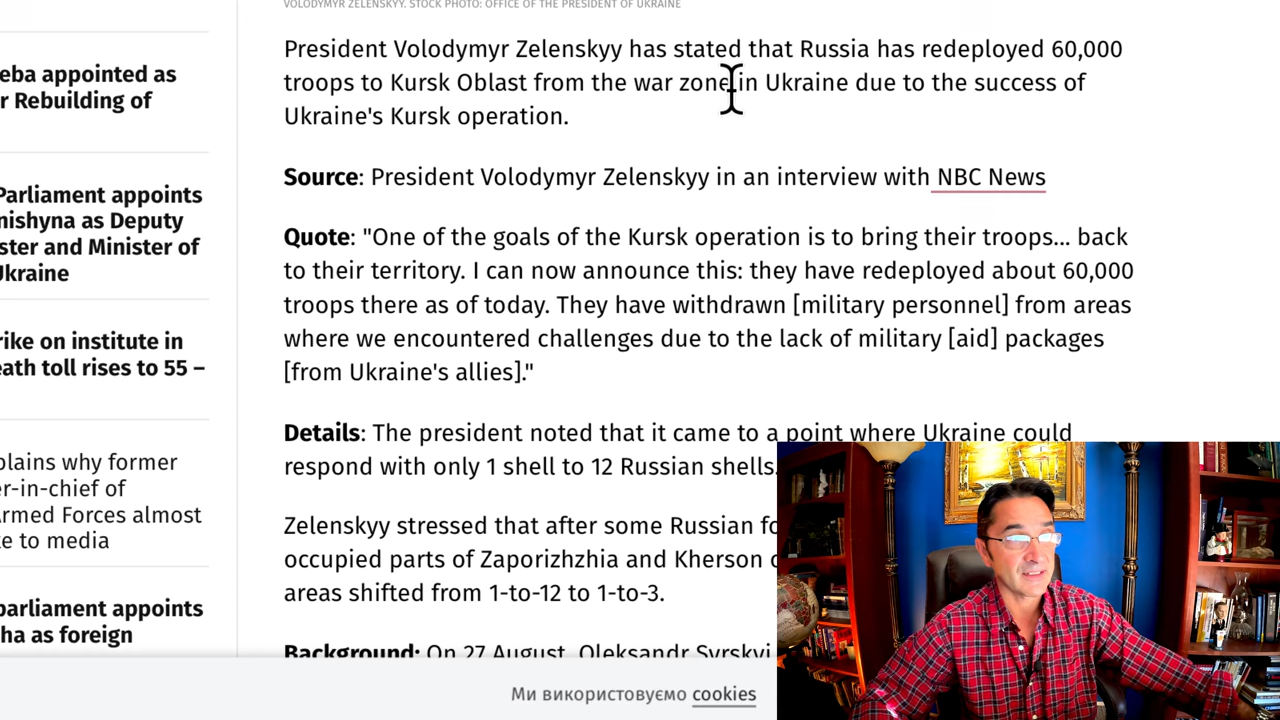 VOLODYMYR ZELENSKYY. STOCK PHOTO: OFFICE OF THE PRESIDENT OF UKRAINE
President Volodymyr Zelenskyy has stated that Russia has redeployed 60,000
troops to Kursk Oblast from the war zone in Ukraine due to the success of
Ukraine's Kursk operation.
Source: President Volodymyr Zelenskyy in an interview with NBC News
Quote: "One of the goals of the Kursk operation is to bring their troops... back
to their territory. I can now announce this: they have redeployed about 60,000
troops there as of today. They have withdrawn [military personnel] from areas
where we encountered challenges due to the lack of military [aid] packages
[from Ukraine's allies]."
Details: The president noted that it came to a point where Ukraine could
respond with only 1 shell to 12 Russian shells.
Zelenskyy stressed that after some Russian fo
occupied parts of Zaporizhzhia and Kherson
areas shifted from 1-to-12 to 1-to-3.
Background: On 27 August, Oleksandr Syrskyi
eba appointed as
r Rebuilding of
Parliament appoints
nishyna as Deputy
ster and Minister of
Ukraine
rike on institute in
eath toll rises to 55 –
plains why former
er-in-chief of
Armed Forces almost
ke to media
parliament appoints
ha as foreign
Ми використовуємо cookies